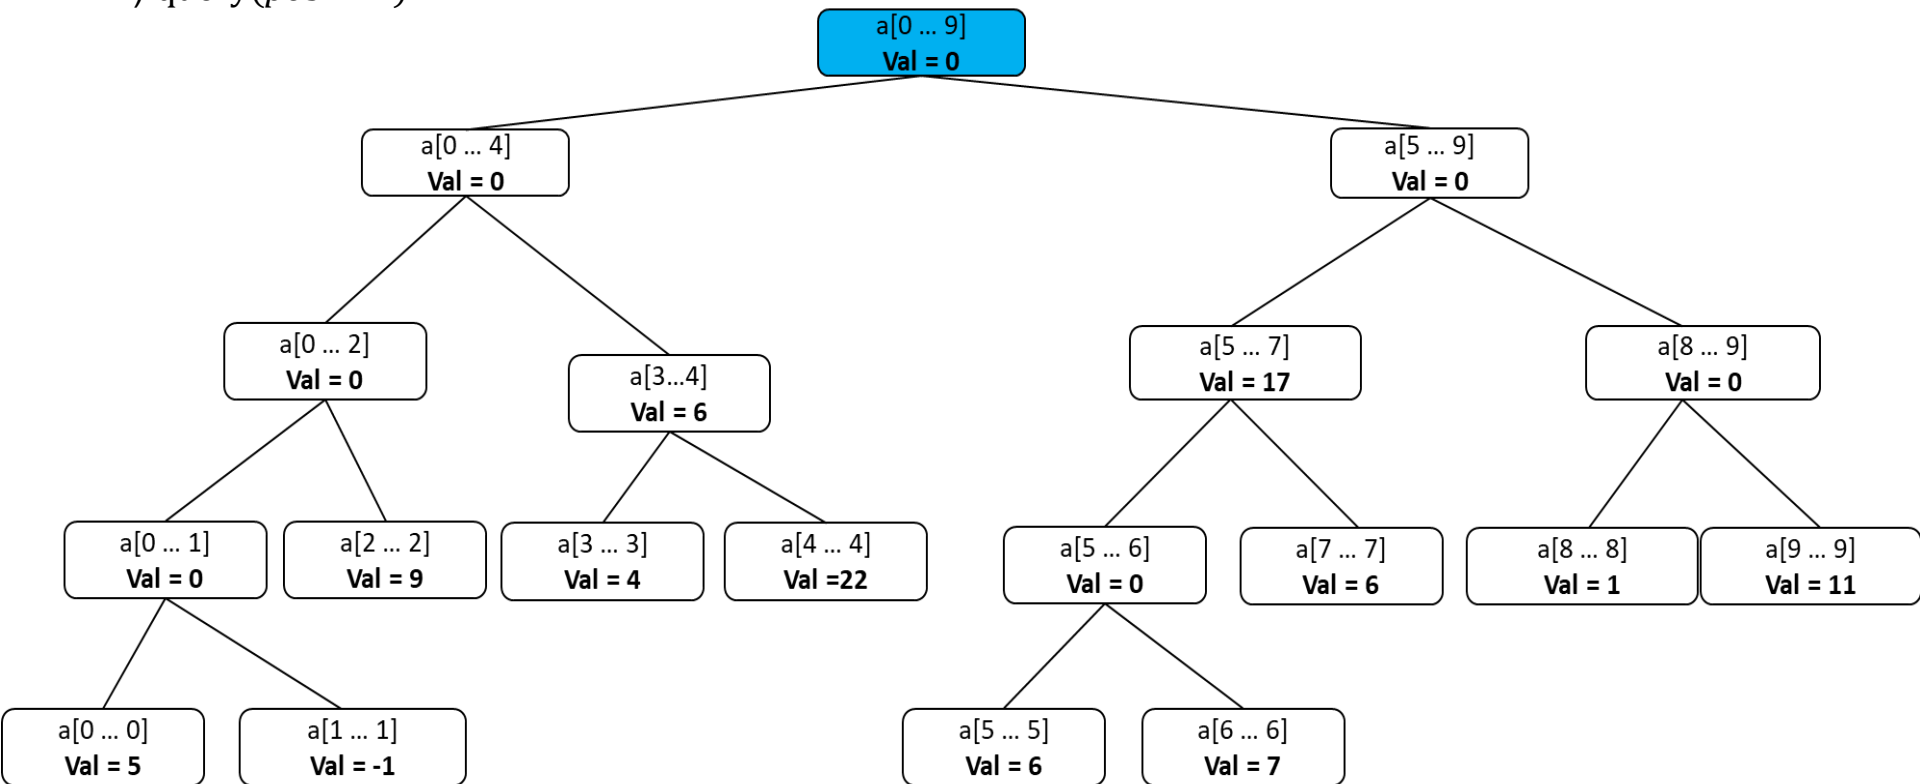 a[0 ... 9]
Val = 0
a[0 ... 4]
Val = 0
a[5 ... 9]
Val = 0
a[0 ... 2]
Val = 0
a[3...4]
Val = 6
a[5 ... 7]
Val = 17
a[8 ... 9]
Val = 0
a[0 ... 1]
Val = 0
a[2 ... 2]
Val = 9
a[3 ... 3]
Val = 4
a[4 ... 4]
Val =22
a[5 ... 6]
Val = 0
a[7 ... 7]
Val = 6
a[8 ... 8]
Val = 1
a[9 ... 9]
Val = 11
a[0 ... 0]
Val = 5
a[1 ... 1]
Val = -1
a[5 ... 5]
Val = 6
a[6 ... 6]
Val = 7